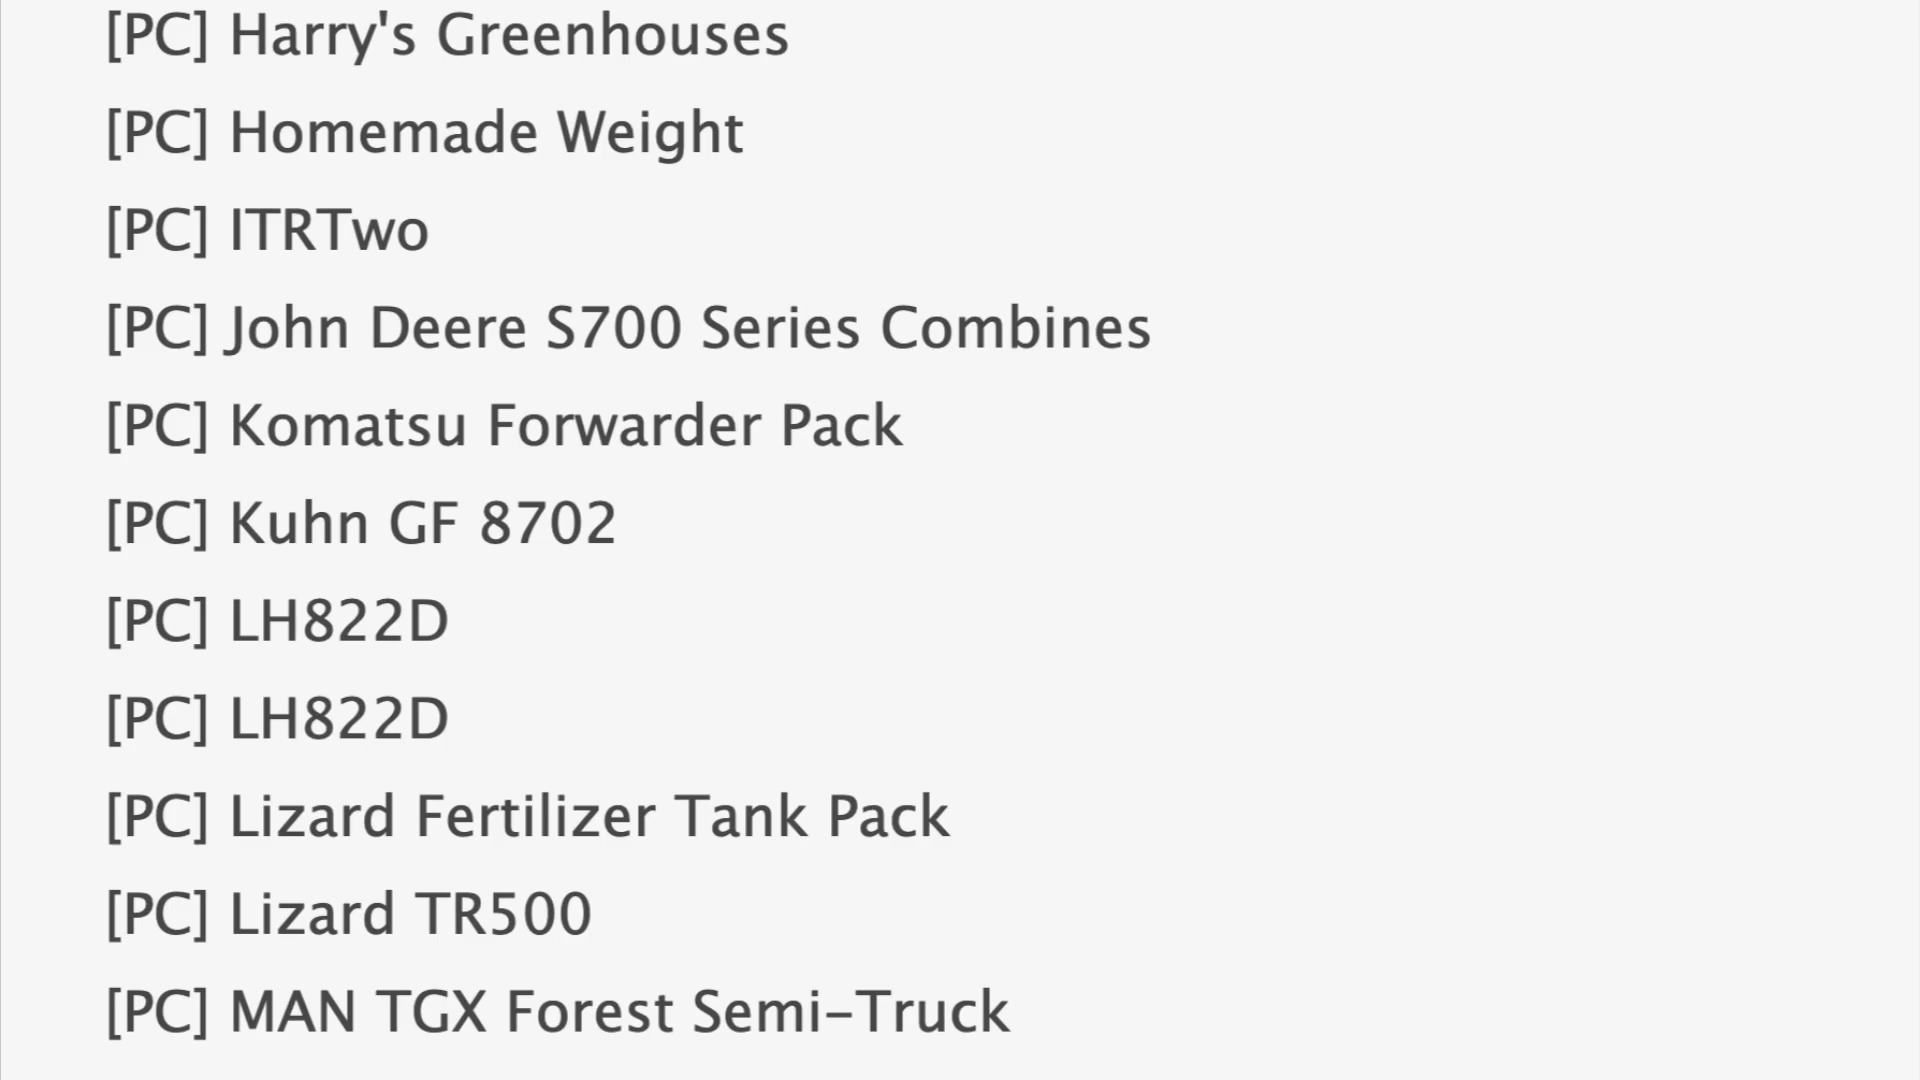 [PC] Harry's Greenhouses
[PC] Homemade Weight
[PC] ITRTwo
[PC] John Deere S700 Series Combines
[PC] Komatsu Forwarder Pack
[PC] Kuhn GF 8702
[PC] LH822D
[PC] LH822D
[PC] Lizard Fertilizer Tank Pack
[PC] Lizard TR500
[PC] MAN TGX Forest Semi-Truck